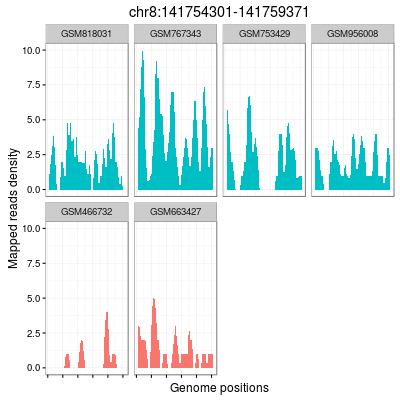 chr8:141754301-141759371
GSM818031 GSM767343 GSM753429 GSM956008
10.0
7.5
5.0
2.5
0.0
Mapped reads density
GSM466732 GSM663427
10.0
7.5
5.0
2.5
0.0
Genome positions